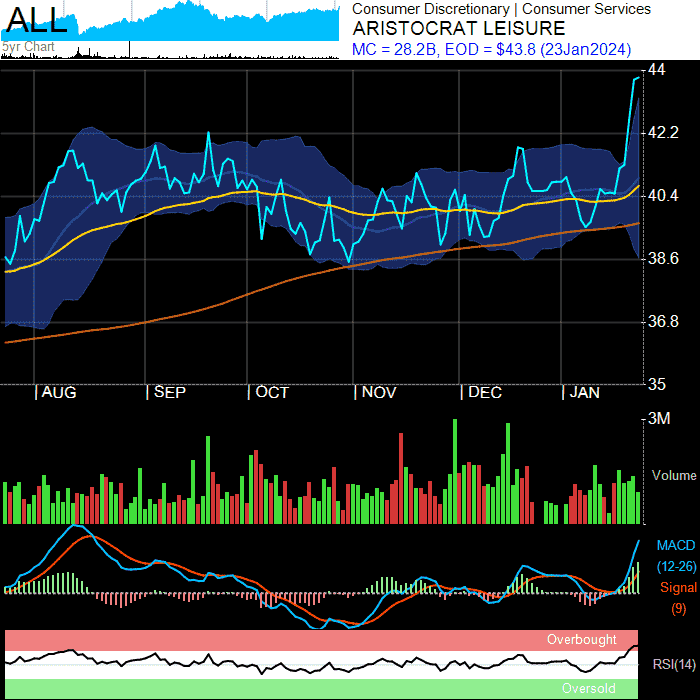 ALL
5yr Chart
Consumer Discretionary | Consumer Services
ARISTOCRAT LEISURE
MC = 28.2B, EOD = $43.8 (23Jan2024)
44
42.2
40.4
38.6
36.8
35
| AUG | SEP | OCT | NOV | DEC | JAN
3M
Volume
MACD
(12-26)
Signal
(9)
Overbought
RSI(14)
Oversold